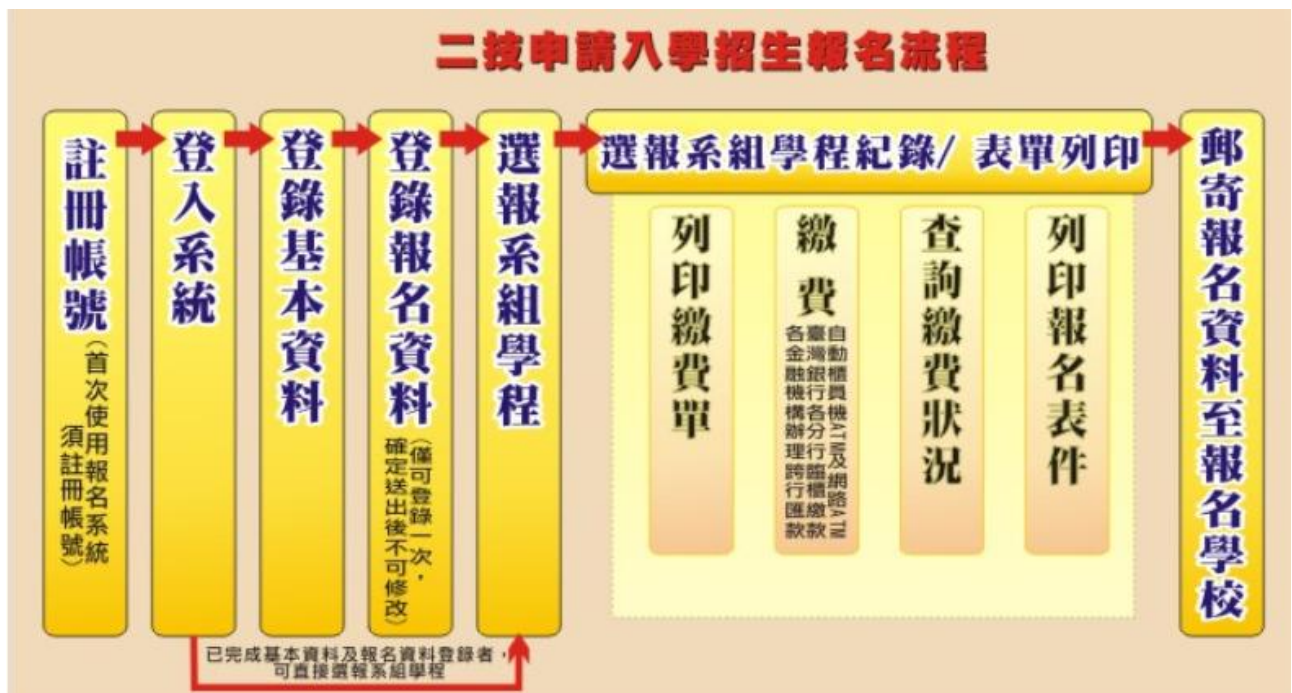 二技申請入學招生報名流程
註冊帳號
(首次使用報名系統
須註冊帳號)
登入系統
登錄基本資料
登錄報名資料
(僅可登錄一次，
確定送出後不可修改)
選報系組學程
選報系組學程紀錄/ 表單列印
列印繳費單
繳費
自動櫃員機ATM及網路ATM
臺灣銀行各分行臨櫃繳款
各金融機構辦理跨行匯款
查詢繳費狀況
列印報名表件
郵寄報名資料至報名學校
已完成基本資料及報名資料登錄者，
可直接選報系組學程